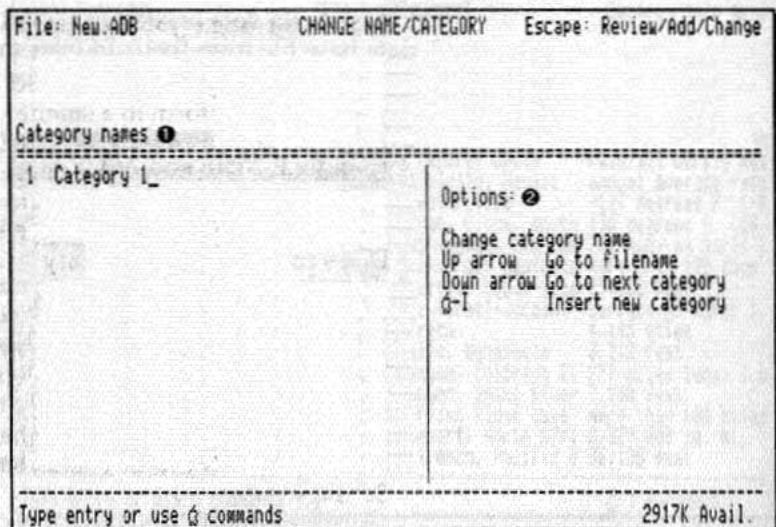 File: New.ADB CHANGE NAME/CATEGORY Escape: Review/Add/Change
Category names ❶
1 Category 1_
Options: ❷
Change category name
Up arrow Go to filename
Down arrow Go to next category
-I Insert new category
Type entry or use commands 2917K Avail.